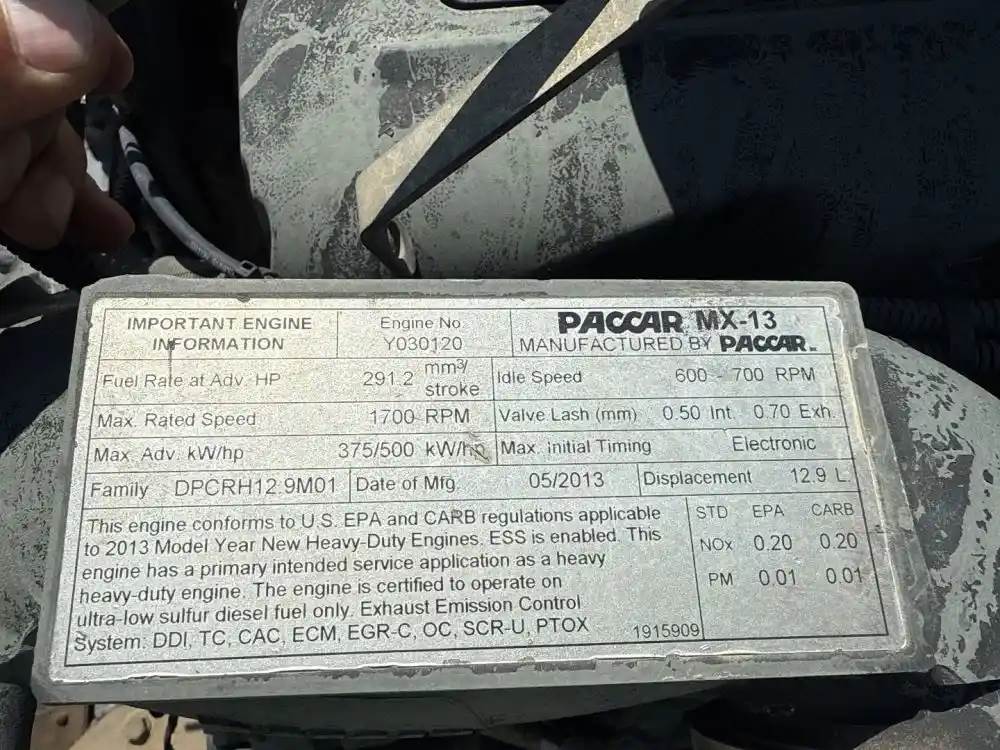 IMPORTANT ENGINE
INFORMATION
Engine No.
Y030120
PACCAR MX-13
MANUFACTURED BY PACCAR
Fuel Rate at Adv. HP 291.2 mm³/
stroke
Idle Speed 600 - 700 RPM
Max. Rated Speed 1700 RPM
Valve Lash (mm) 0.50 Int. 0.70 Exh.
Max. Adv. kW/hp 375/500 kW/hp
Max. Initial Timing Electronic
Family DPCRH12.9M01
Date of Mfg. 05/2013
Displacement 12.9 L
This engine conforms to U.S. EPA and CARB regulations applicable
to 2013 Model Year New Heavy-Duty Engines. ESS is enabled. This
engine has a primary intended service application as a heavy
heavy-duty engine. The engine is certified to operate on
ultra-low sulfur diesel fuel only. Exhaust Emission Control
System: DDI, TC, CAC, ECM, EGR-C, OC, SCR-U, PTOX
1915909
STD EPA CARB
NOx 0.20 0.20
PM 0.01 0.01